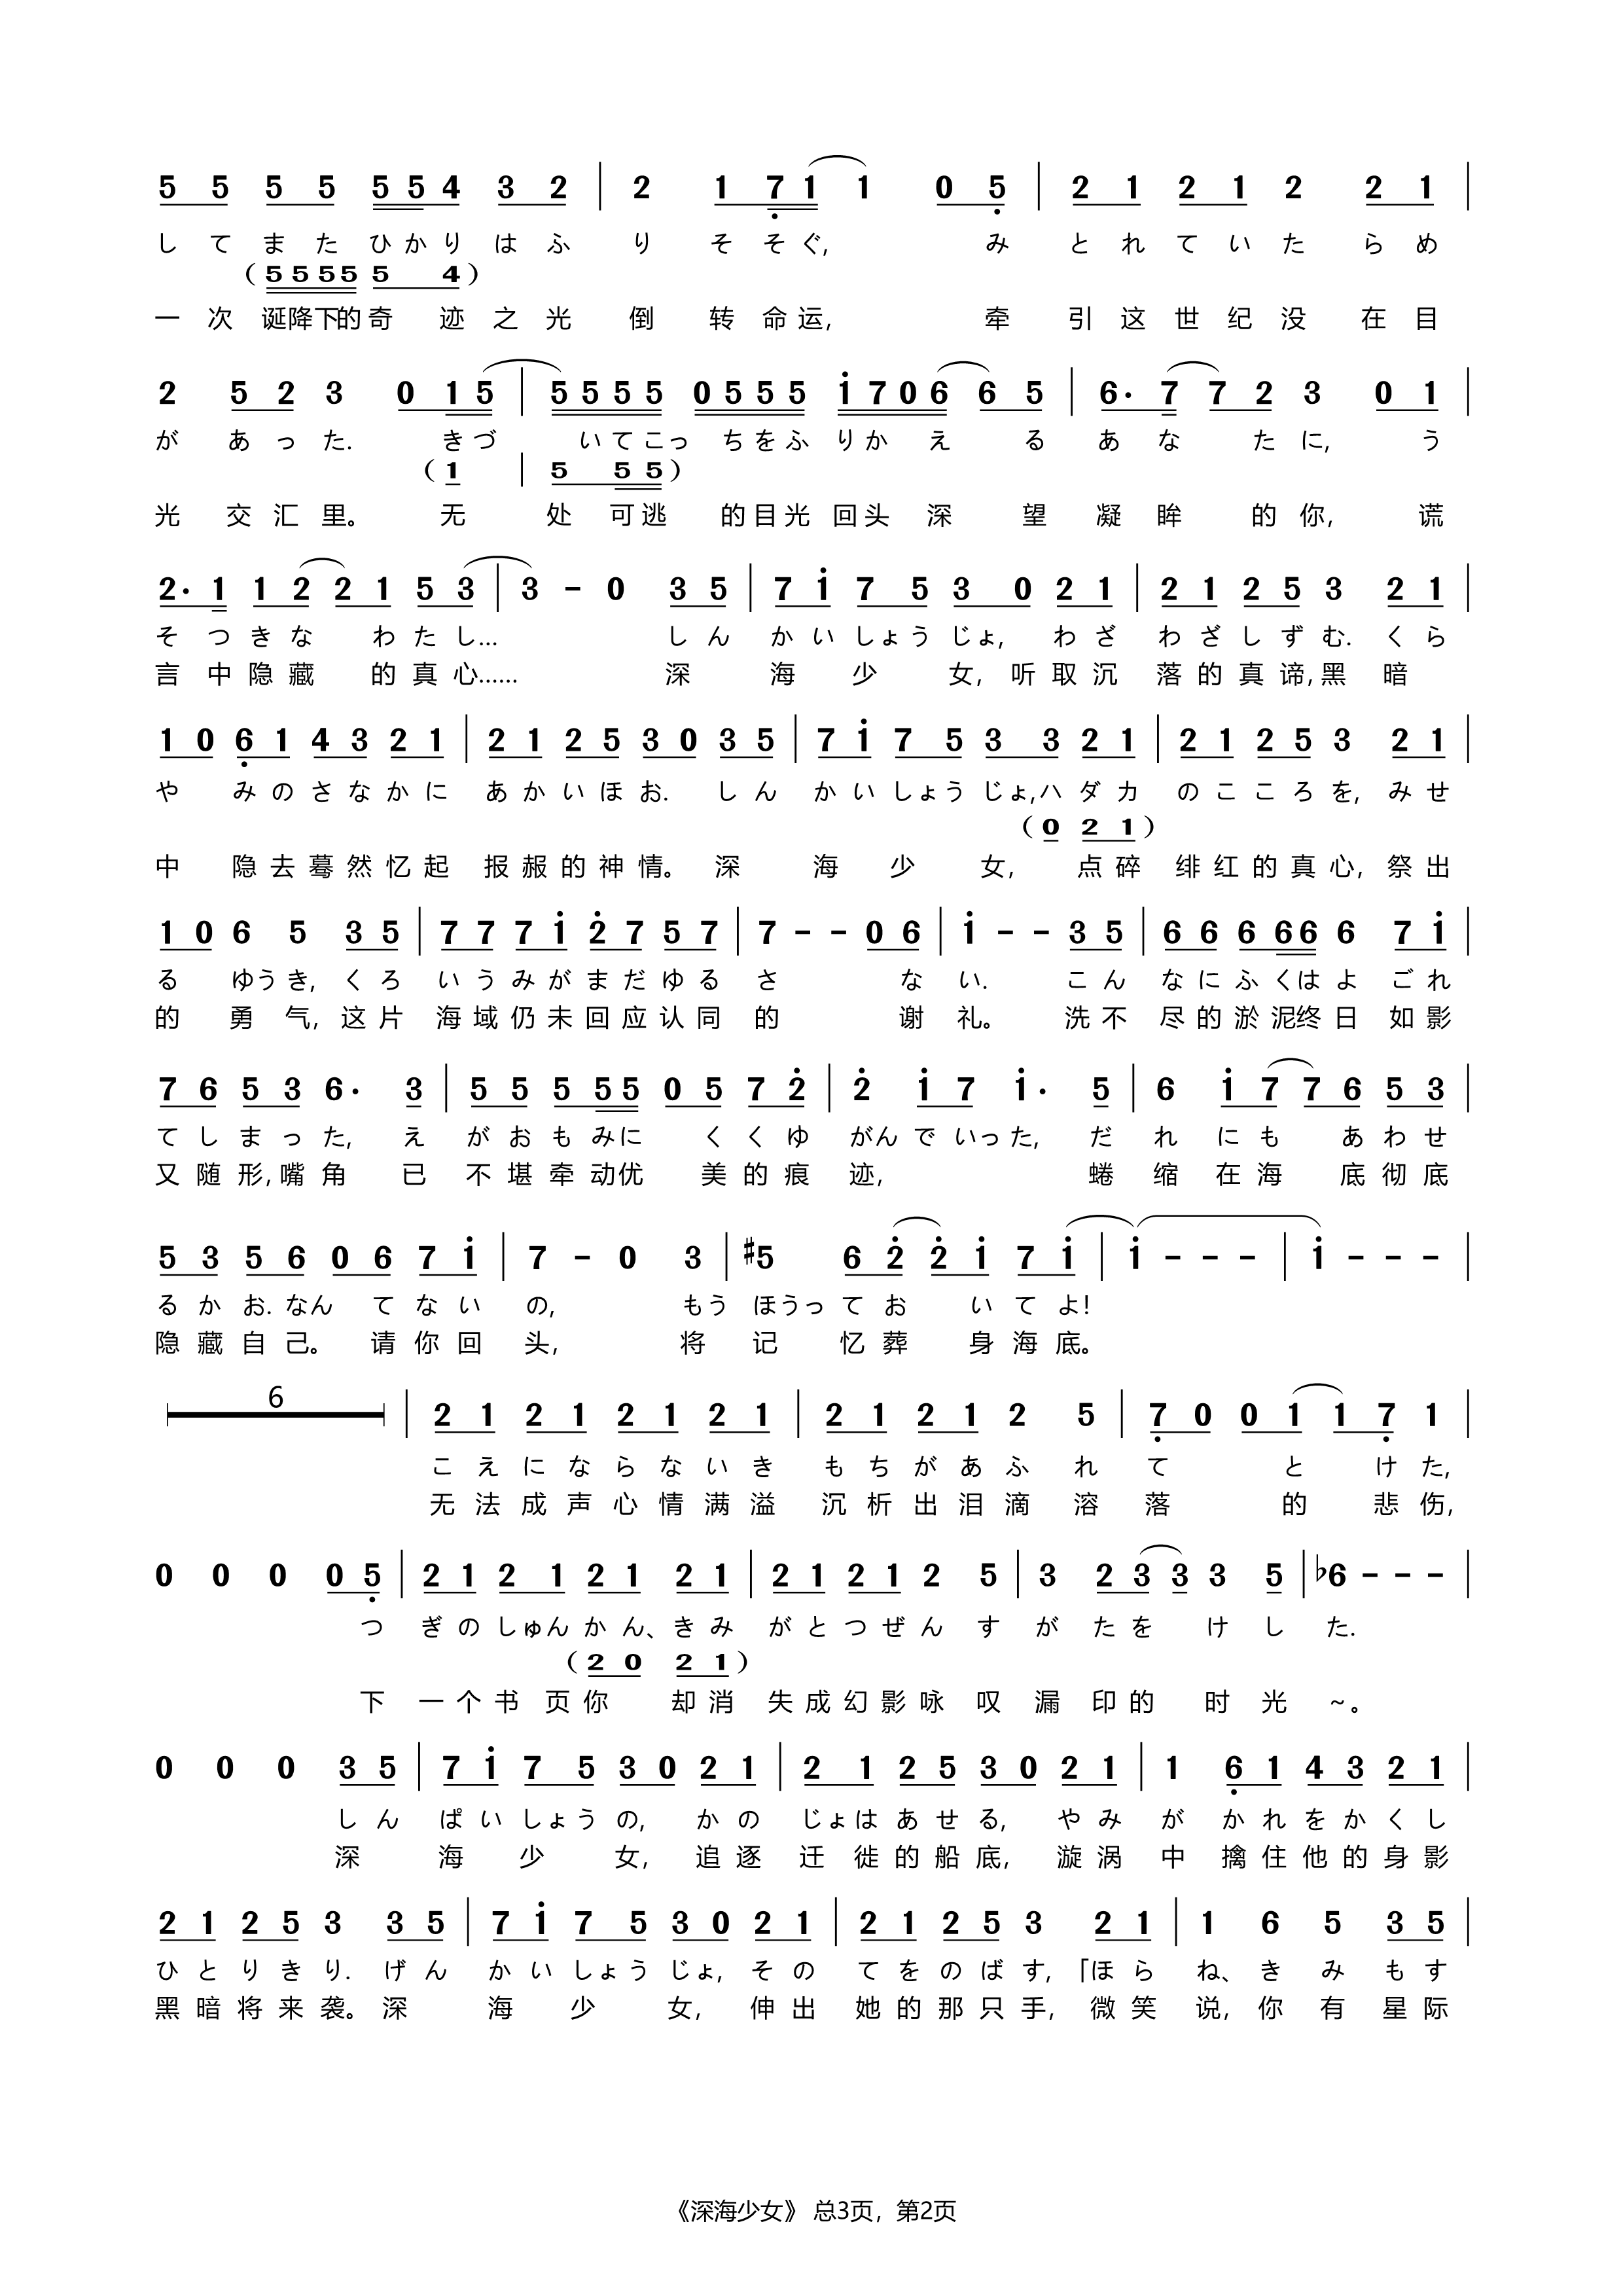 5 5 5 5 5 5 4 3 2 | 2 1 7̣ 1 1 0 5̣ | 2 1 2 1 2 2 1 |
し て ま た ひ か り は ふ り そ そ ぐ, み と れ て い た ら め
( 5 5 5 5 5 4 )
一 次 诞降下的 奇 迹 之 光 倒 转 命 运, 牵 引 这 世 纪 没 在 目
2 5 2 3 0 1 5 | 5 5 5 5 0 5 5 5 i 7 0 6 6 5 | 6· 7 7 2 3 0 1 |
が あ っ た. き づ い て こ っ ち を ふ り か え る あ な た に, う
( 1 | 5 5 5 )
光 交 汇 里。 无 处 可 逃 的 目 光 回 头 深 望 凝 眸 的 你, 谎
2· 1 1 2 2 1 5 3 | 3 - 0 3 5 | 7 i 7 5 3 0 2 1 | 2 1 2 5 3 2 1 |
そ つ き な わ た し... し ん か い しょ う じょ, わ ざ わ ざ し ず む. く ら
言 中 隐 藏 的 真 心...... 深 海 少 女, 听 取 沉 落 的 真 谛, 黑 暗
1 0 6̣ 1 4 3 2 1 | 2 1 2 5 3 0 3 5 | 7 i 7 5 3 3 2 1 | 2 1 2 5 3 2 1 |
や み の さ な か に あ か い ほ お. し ん か い しょ う じょ,ハ ダ カ の こ こ ろ を, み せ
( 0 2 1 )
中 隐 去 蓦 然 忆 起 报 赧 的 神 情。 深 海 少 女, 点 碎 绯 红 的 真 心, 祭 出
1 0 6 5 3 5 | 7 7 7 i 2̇ 7 5 7 | 7 - - 0 6 | i - - 3 5 | 6 6 6 6 6 6 7 i |
る ゆう き, く ろ い う み が ま だ ゆ る さ な い. こ ん な に ふ くは よ ご れ
的 勇 气, 这 片 海 域 仍 未 回 应 认 同 的 谢 礼。 洗 不 尽 的 淤 泥终 日 如 影
7 6 5 3 6· 3 | 5 5 5 5 5 0 5 7 2̇ | 2̇ i 7 i· 5 | 6 i 7 7 6 5 3 |
て し ま っ た, え が お も みに く く ゆ がん で いっ た, だ れ に も あ わ せ
又 随 形, 嘴 角 已 不 堪 牵 动优 美 的 痕 迹, 蜷 缩 在 海 底 彻 底
5 3 5 6 0 6 7 i | 7 - 0 3 | #5 6 2̇ 2̇ i 7 i | i - - - | i - - - |
る か お. なん て な い の, もう ほうっ て お い て よ!
隐 藏 自 己。 请 你 回 头, 将 记 忆 葬 身 海 底。
6 | 2 1 2 1 2 1 2 1 | 2 1 2 1 2 5 | 7̣ 0 0 1 1 7̣ 1 |
こ え に な ら な い き も ち が あ ふ れ て と け た,
无 法 成 声 心 情 满 溢 沉 析 出 泪 滴 溶 落 的 悲 伤,
0 0 0 0 5̣ | 2 1 2 1 2 1 2 1 | 2 1 2 1 2 5 | 3 2 3 3 3 5 | ♭6 - - - |
つ ぎ の しゅん か ん、 き み が と つ ぜ ん す が た を け し た.
( 2 0 2 1 )
下 一 个 书 页 你 却 消 失 成 幻 影 咏 叹 漏 印 的 时 光 ~。
0 0 0 3 5 | 7 i 7 5 3 0 2 1 | 2 1 2 5 3 0 2 1 | 1 6̣ 1 4 3 2 1 |
し ん ぱ い しょ う の, か の じょ は あ せ る, や み が か れ を か く し
深 海 少 女, 追 逐 迁 徙 的 船 底, 漩 涡 中 擒 住 他 的 身 影
2 1 2 5 3 3 5 | 7 i 7 5 3 0 2 1 | 2 1 2 5 3 2 1 | 1 6 5 3 5 |
ひ と り き り. げ ん か い しょ う じょ, そ の て を の ば す,「ほ ら ね、 き み も す
黑 暗 将 来 袭。 深 海 少 女, 伸 出 她 的 那 只 手, 微 笑 说, 你 有 星 际
《深海少女》 总3页, 第2页